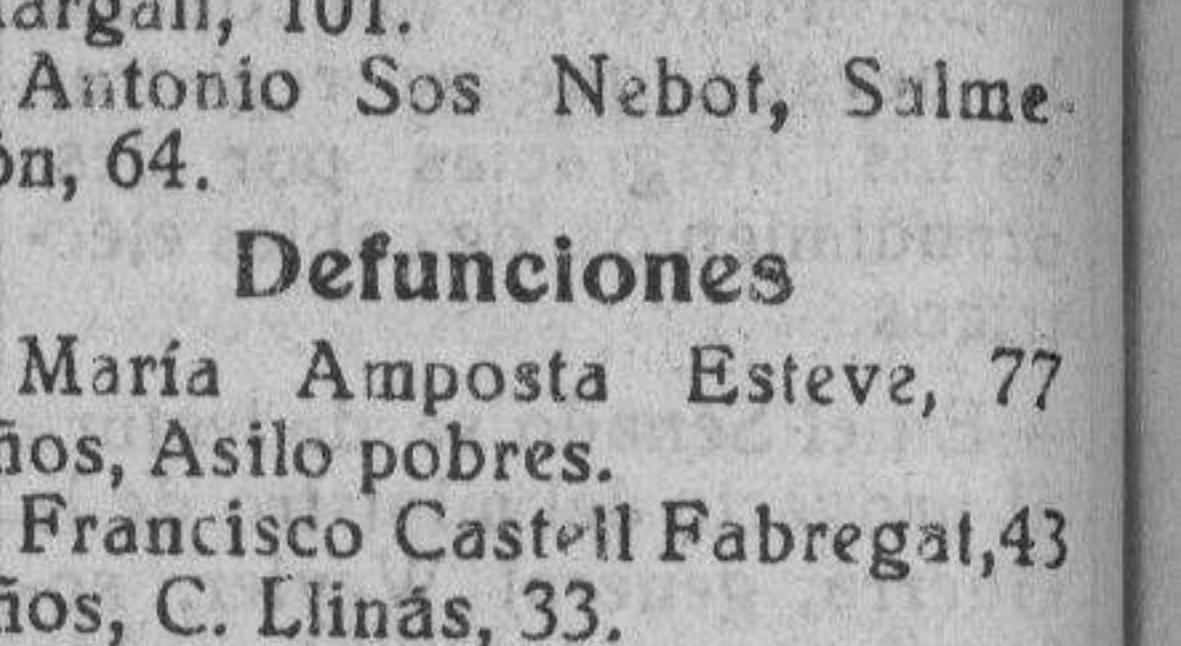 argall, 101.
Antonio Sos Nebot, Salme-
ón, 64.
Defunciones
María Amposta Esteve, 77
ños, Asilo pobres.
Francisco Castell Fabregat,43
ños, C. Llinás, 33.